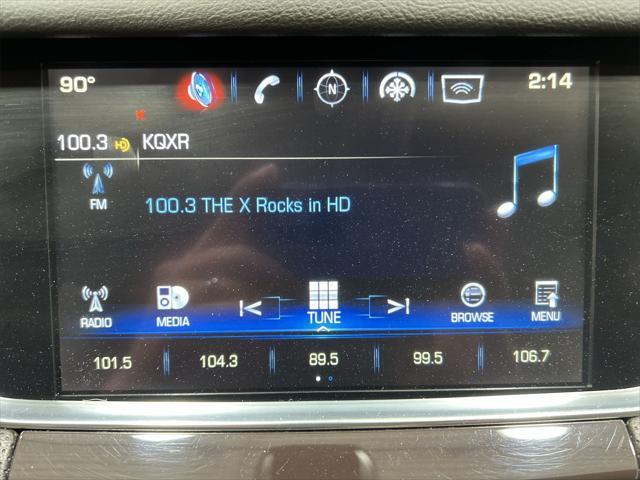 90° N 2:14
100.3 HD KQXR
FM
100.3 THE X Rocks in HD
RADIO MEDIA TUNE BROWSE MENU
101.5 104.3 89.5 99.5 106.7